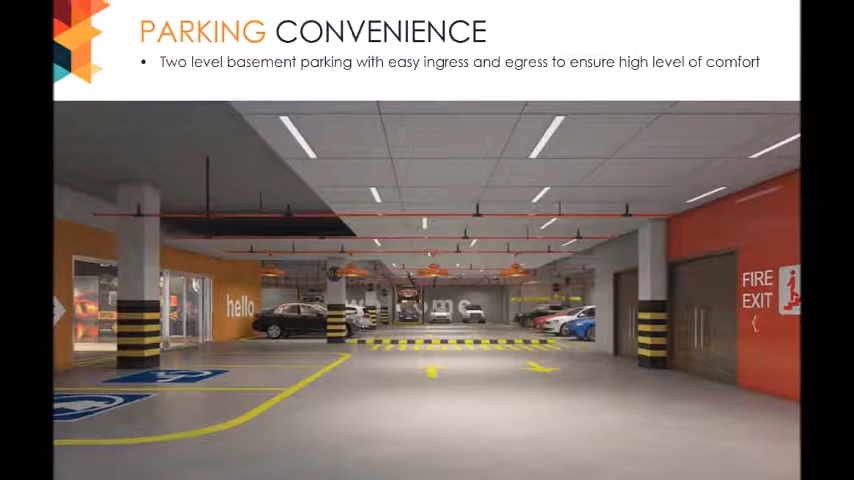 PARKING CONVENIENCE
• Two level basement parking with easy ingress and egress to ensure high level of comfort
hello
FIRE
EXIT